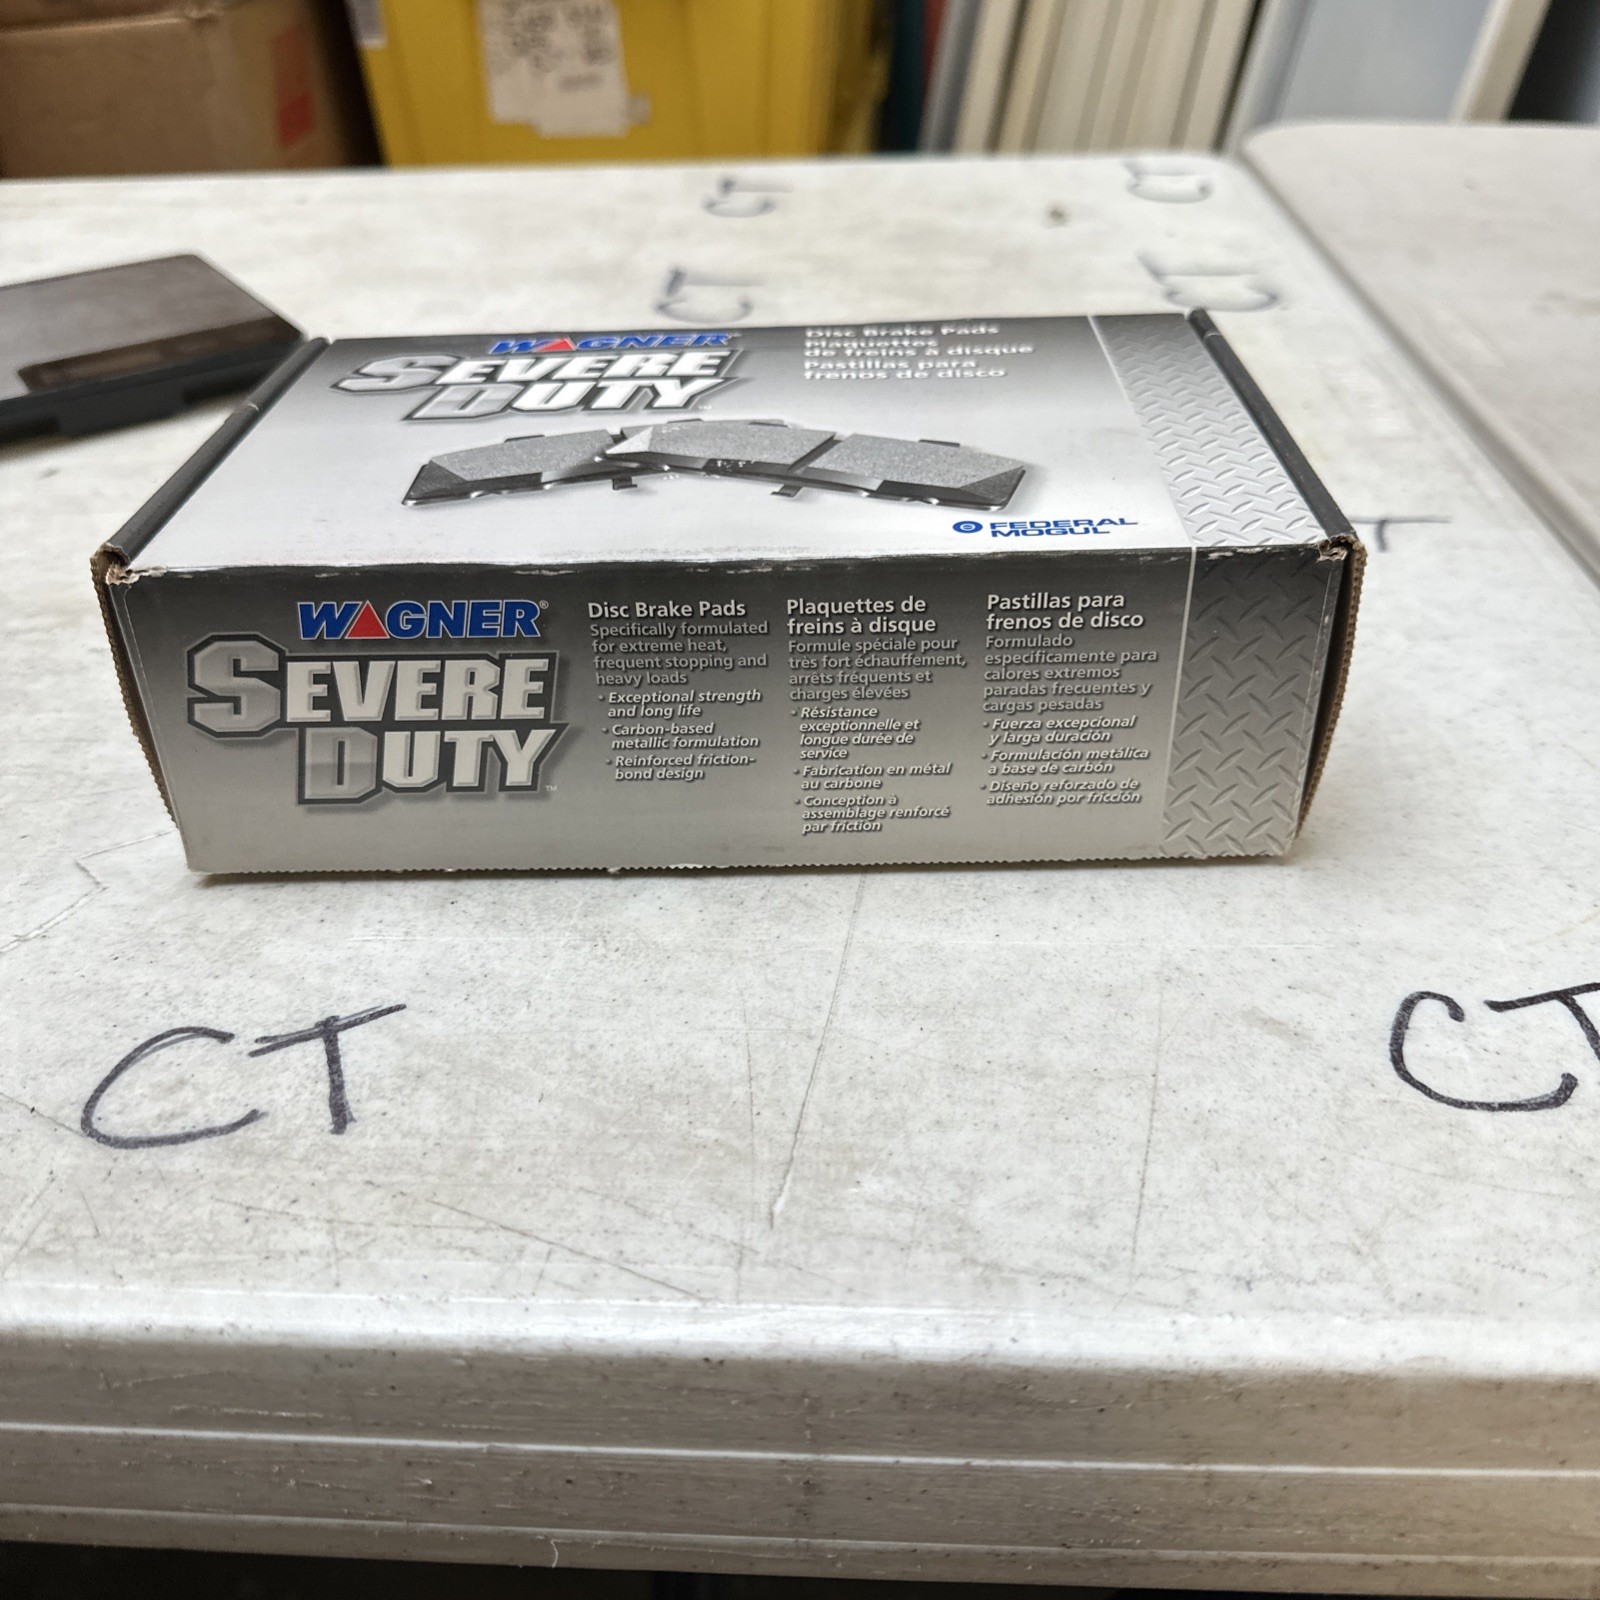 CT
CT
CT
CT
WAGNER
SEVERE
DUTY™
Disc Brake Pads
Plaquettes
de freins à disque
Pastillas para
frenos de disco
FEDERAL
MOGUL
T
WAGNER®
SEVERE
DUTY™
Disc Brake Pads
Specifically formulated
for extreme heat,
frequent stopping and
heavy loads
• Exceptional strength
and long life
• Carbon-based
metallic formulation
• Reinforced friction-
bond design
Plaquettes de
freins à disque
Formule spéciale pour
très fort échauffement,
arrêts fréquents et
charges élevées
• Résistance
exceptionnelle et
longue durée de
service
• Fabrication en métal
au carbone
• Conception à
assemblage renforcé
par friction
Pastillas para
frenos de disco
Formulado
específicamente para
calores extremos
paradas frecuentes y
cargas pesadas
• Fuerza excepcional
y larga duración
• Formulación metálica
a base de carbón
• Diseño reforzado de
adhesión por fricción
CT
CT